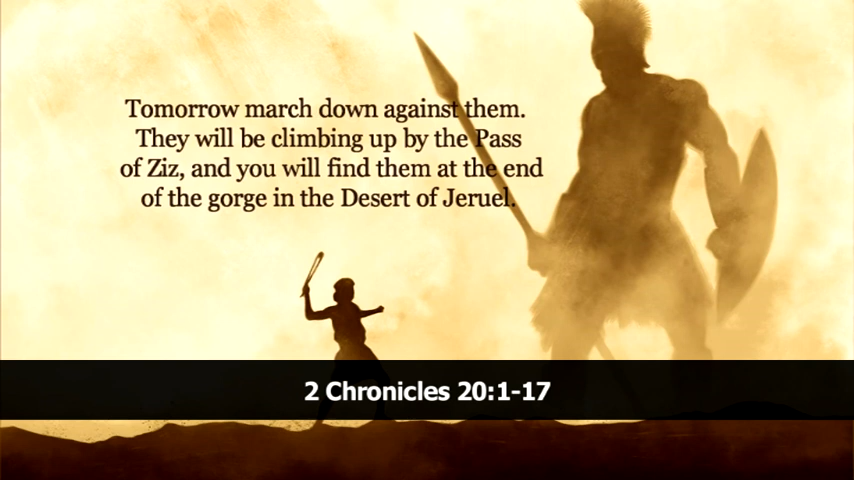 Tomorrow march down against them.
They will be climbing up by the Pass
of Ziz, and you will find them at the end
of the gorge in the Desert of Jeruel.
2 Chronicles 20:1-17